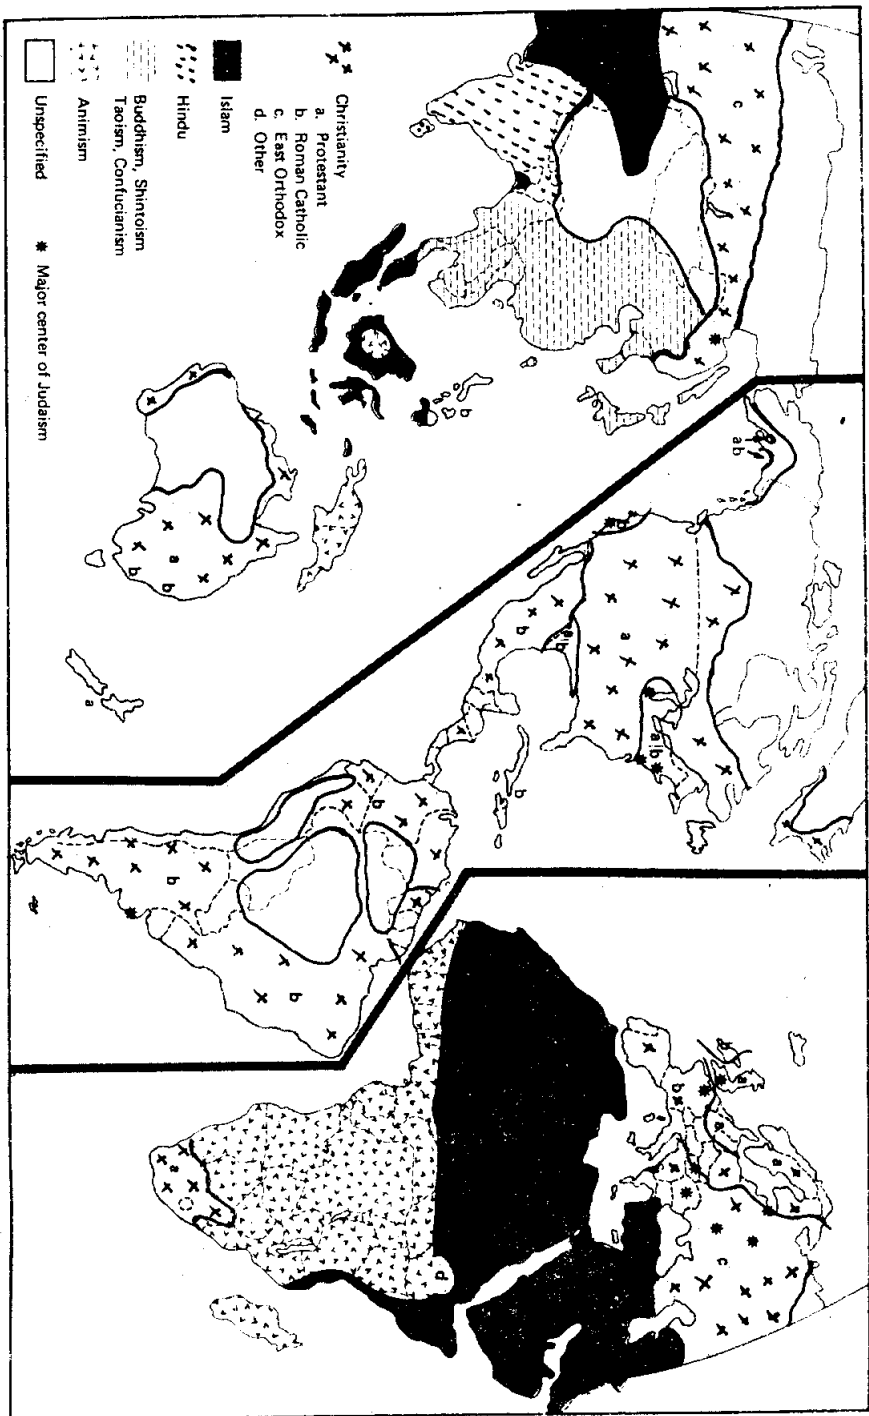 Christianity
a. Protestant
b. Roman Catholic
c. East Orthodox
d. Other
Islam
Hindu
Buddhism, Shintoism
Taoism, Confucianism
Animism
Unspecified
Major center of Judaism
c
b
a
b
b
a
a b
b
a
a b
a b
b
b
b
b
b
a
a
a
b
c
d
a